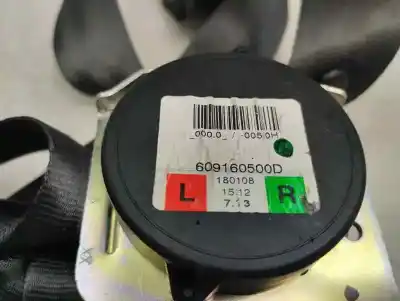 _000.0_ / -005.0H
609160500D
L
180108
15.12
7.13
R